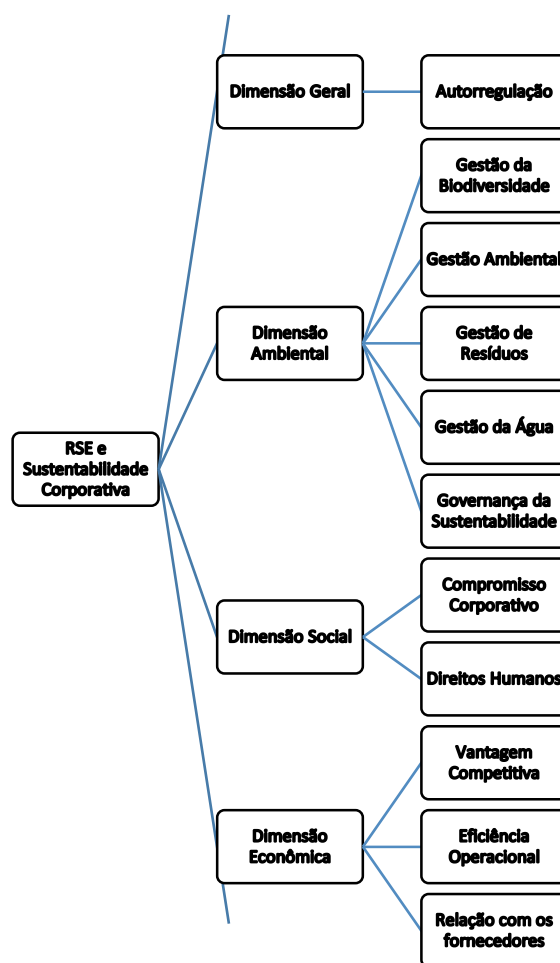 Dimensão Geral
Autorregulação
Gestão da
Biodiversidade
Gestão Ambiental
Dimensão
Ambiental
Gestão de
Resíduos
Gestão da Água
RSE e
Sustentabilidade
Corporativa
Governança da
Sustentabilidade
Compromisso
Corporativo
Dimensão Social
Direitos Humanos
Vantagem
Competitiva
Dimensão
Econômica
Eficiência
Operacional
Relação com os
fornecedores